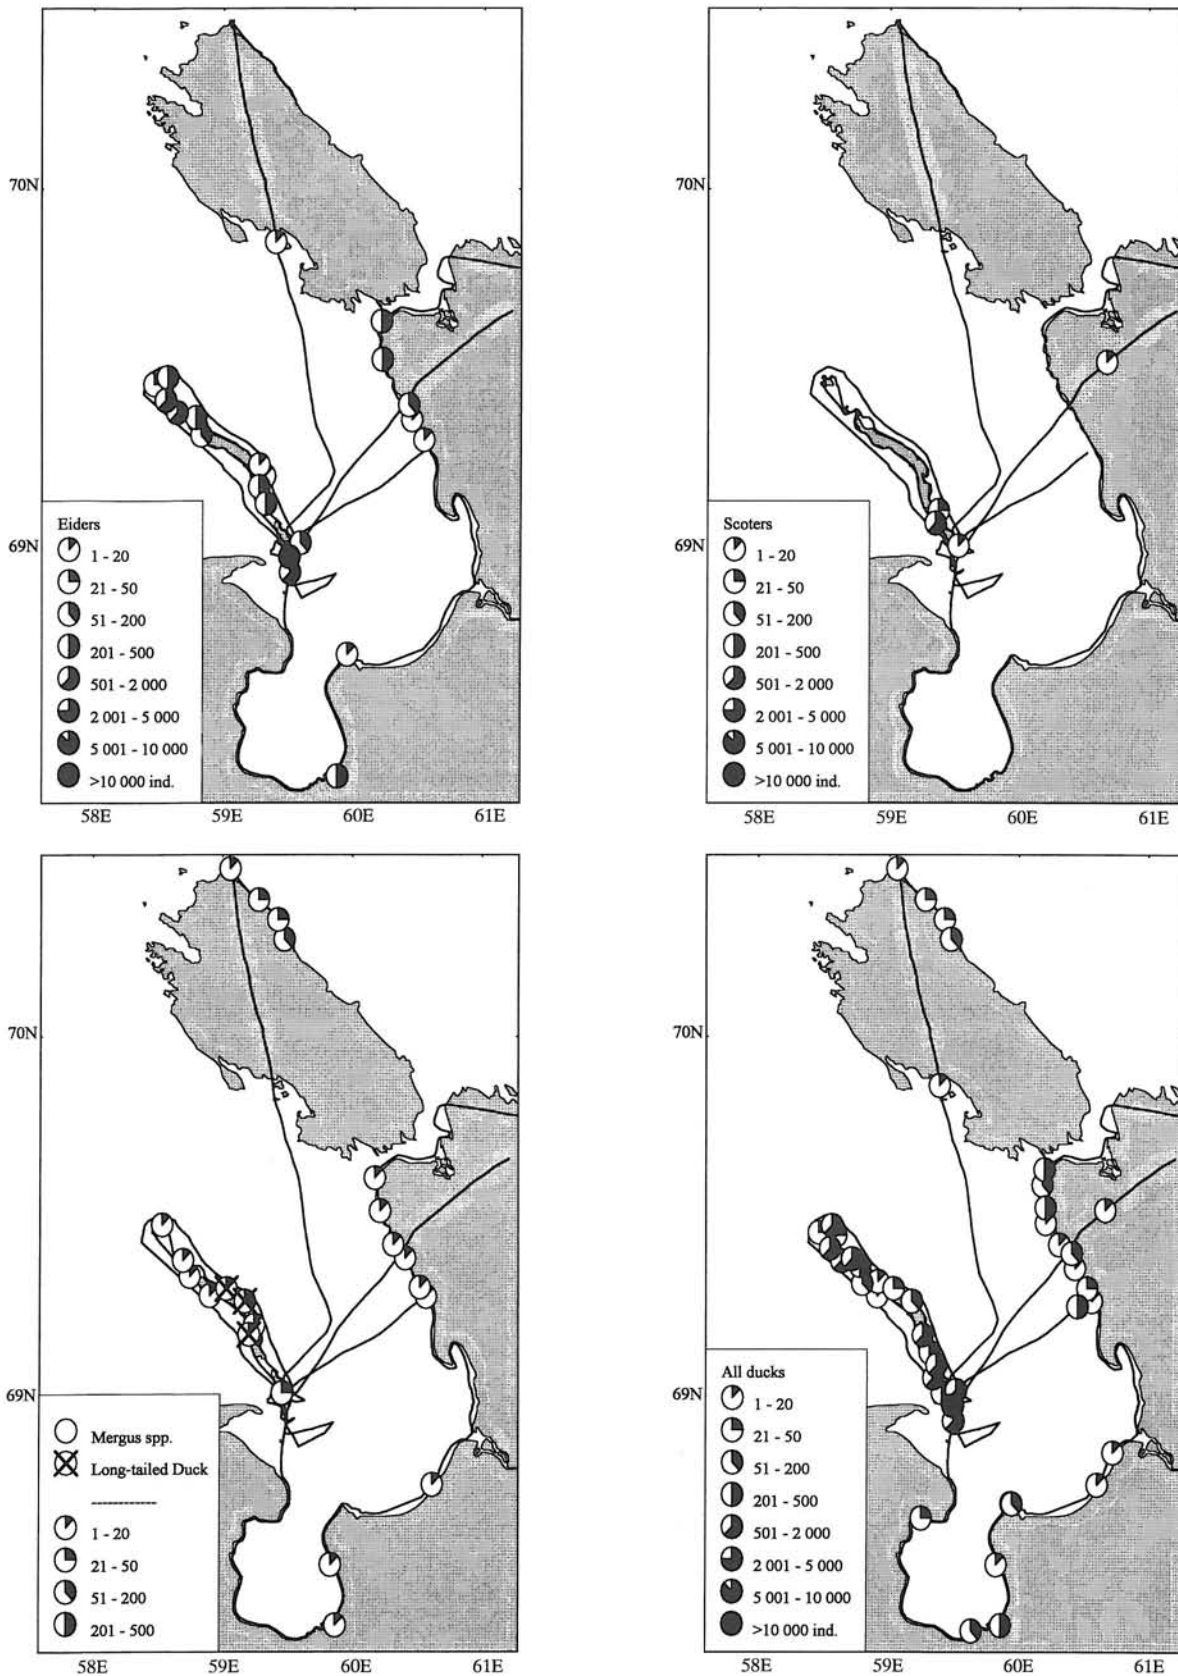 70N
69N
Eiders
1 - 20
21 - 50
51 - 200
201 - 500
501 - 2 000
2 001 - 5 000
5 001 - 10 000
>10 000 ind.
58E 59E 60E 61E
70N
69N
Scoters
1 - 20
21 - 50
51 - 200
201 - 500
501 - 2 000
2 001 - 5 000
5 001 - 10 000
>10 000 ind.
58E 59E 60E 61E
70N
69N
Mergus spp.
Long-tailed Duck
1 - 20
21 - 50
51 - 200
201 - 500
58E 59E 60E 61E
70N
69N
All ducks
1 - 20
21 - 50
51 - 200
201 - 500
501 - 2 000
2 001 - 5 000
5 001 - 10 000
>10 000 ind.
58E 59E 60E 61E